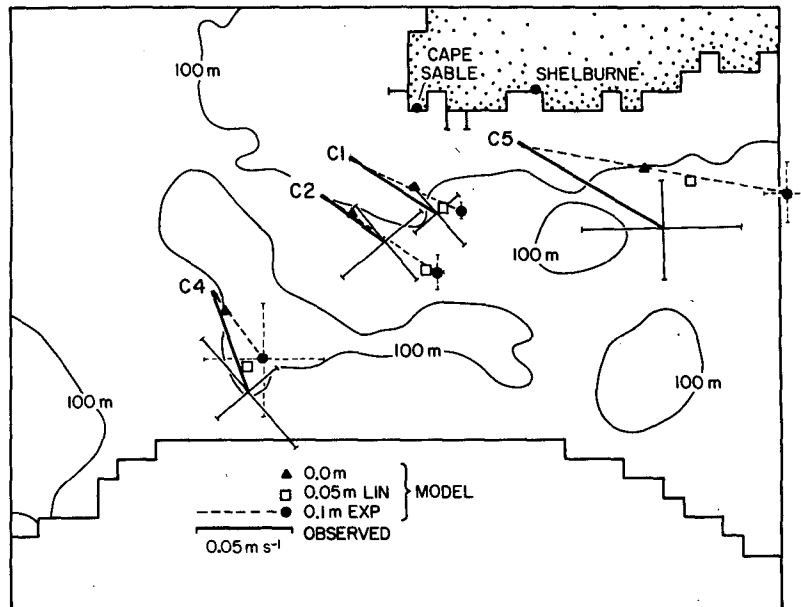 100 m
CAPE
SABLE
SHELBURNE
C1
C5
C2
100 m
C4
100 m
100 m
100 m
0.0 m
0.05 m LIN
MODEL
0.1 m EXP
OBSERVED
0.05 m s⁻¹